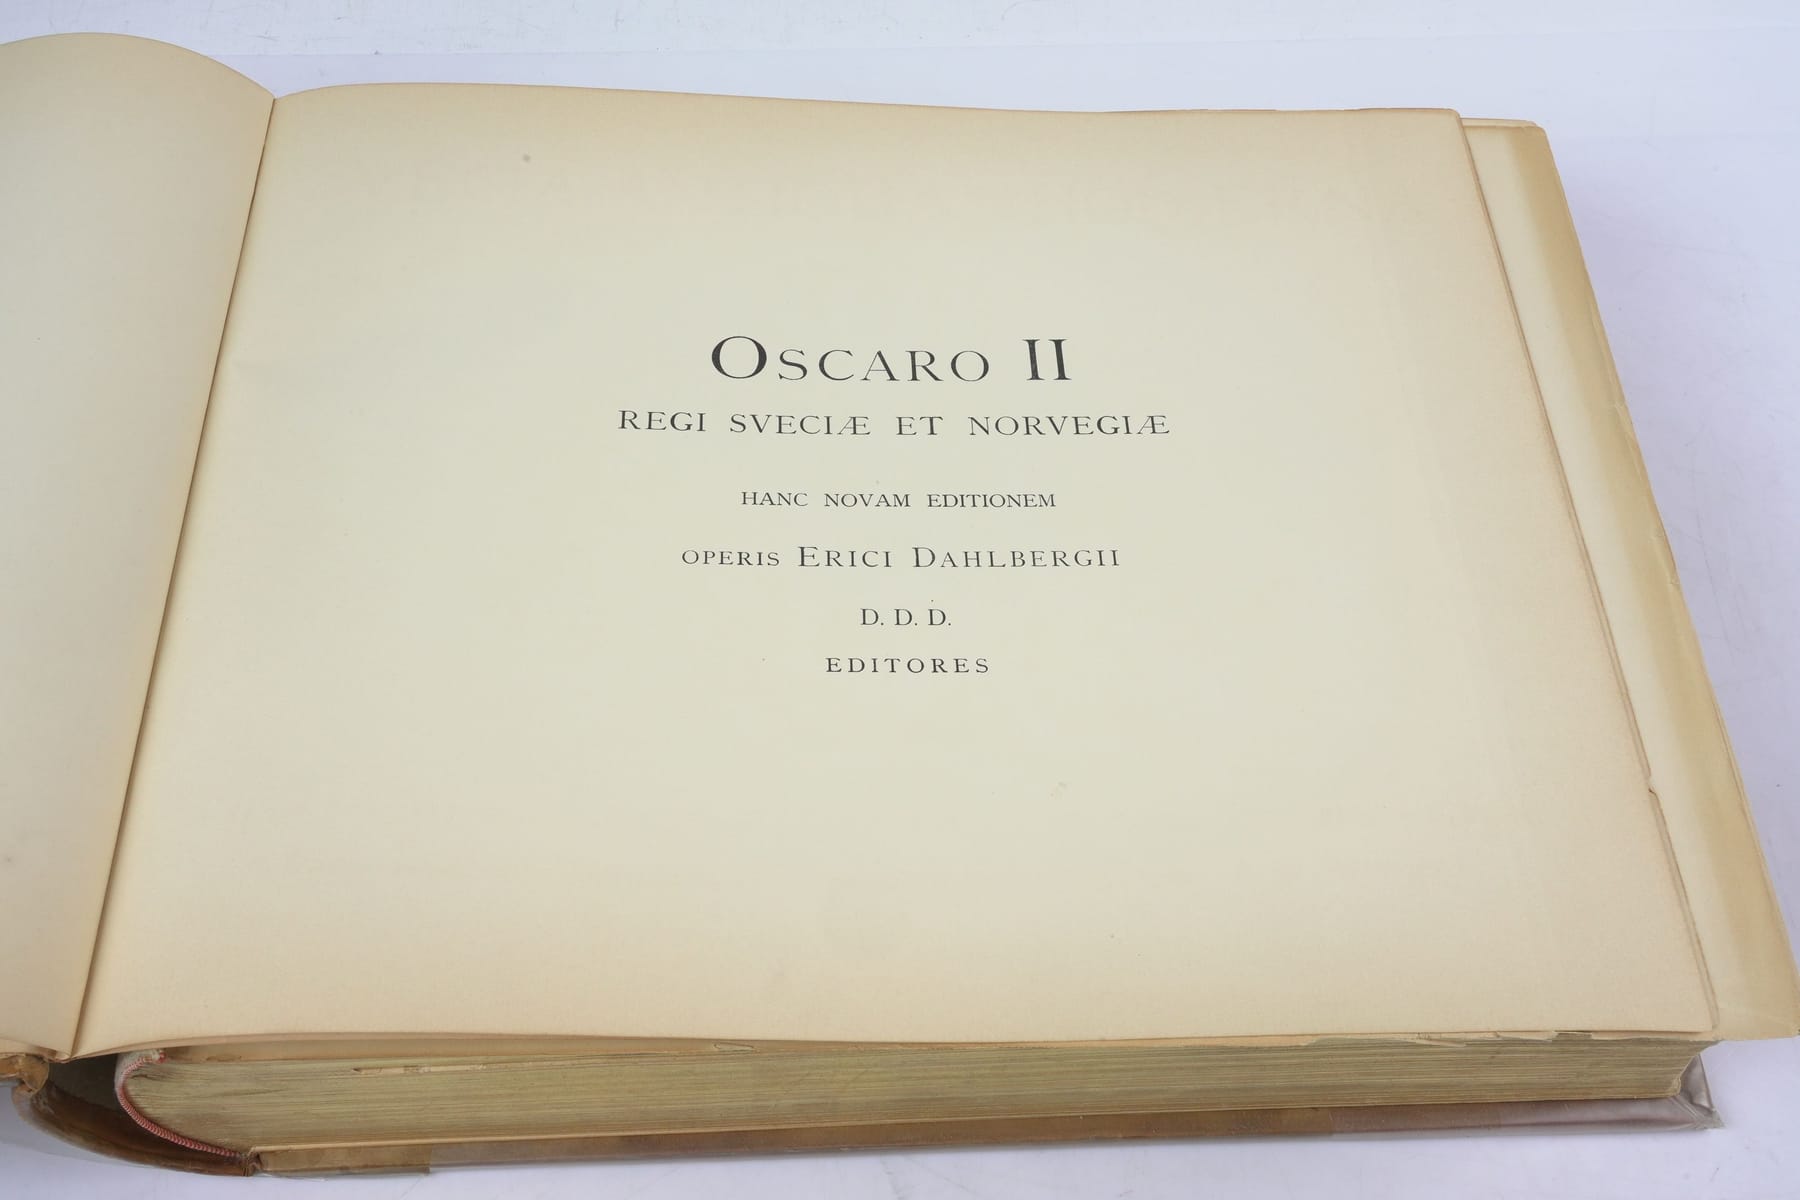 OSCARO II
REGI SVECIÆ ET NORVEGIÆ
HANC NOVAM EDITIONEM
OPERIS ERICI DAHLBERGII
D. D. D.
EDITORES